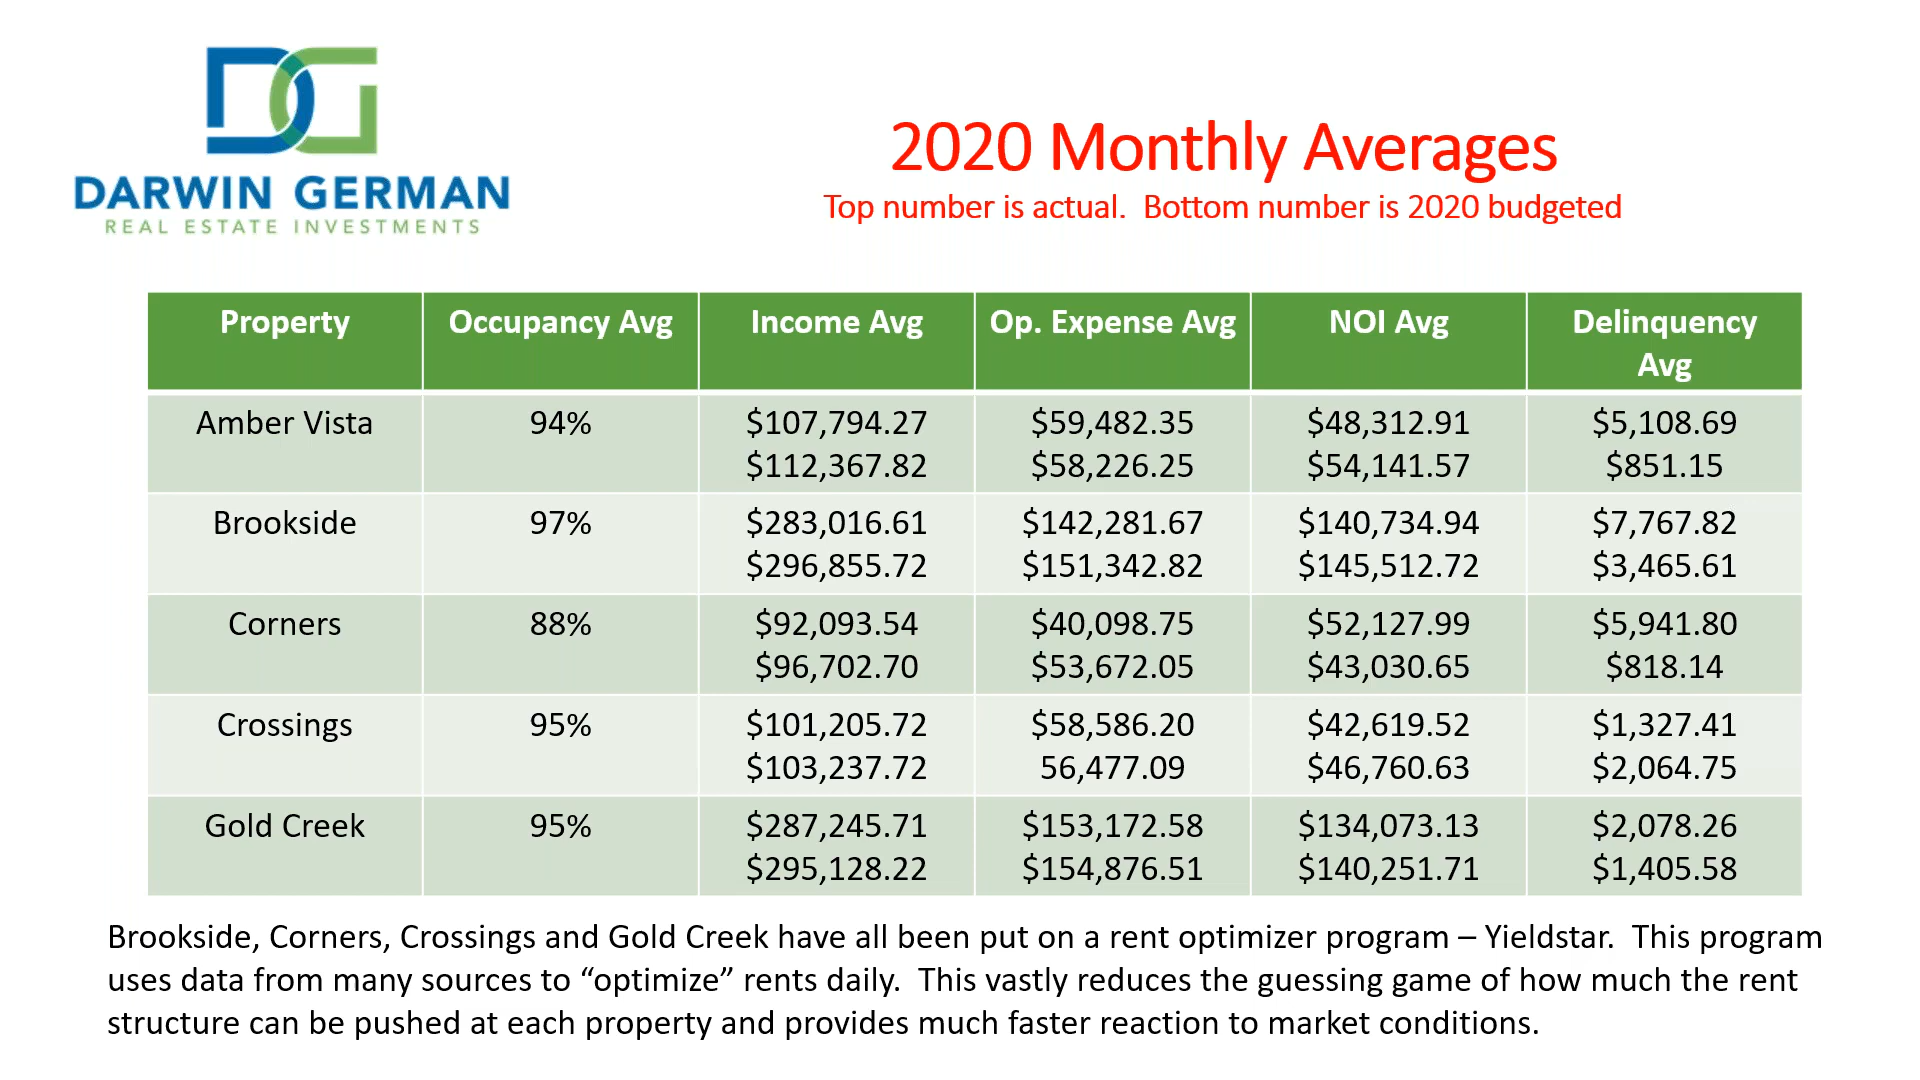 DG
DARWIN GERMAN
REAL ESTATE INVESTMENTS
2020 Monthly Averages
Top number is actual.  Bottom number is 2020 budgeted
Property Occupancy Avg Income Avg Op. Expense Avg NOI Avg Delinquency
Avg
Amber Vista 94% $107,794.27 $59,482.35 $48,312.91 $5,108.69
$112,367.82 $58,226.25 $54,141.57 $851.15
Brookside 97% $283,016.61 $142,281.67 $140,734.94 $7,767.82
$296,855.72 $151,342.82 $145,512.72 $3,465.61
Corners 88% $92,093.54 $40,098.75 $52,127.99 $5,941.80
$96,702.70 $53,672.05 $43,030.65 $818.14
Crossings 95% $101,205.72 $58,586.20 $42,619.52 $1,327.41
$103,237.72 56,477.09 $46,760.63 $2,064.75
Gold Creek 95% $287,245.71 $153,172.58 $134,073.13 $2,078.26
$295,128.22 $154,876.51 $140,251.71 $1,405.58
Brookside, Corners, Crossings and Gold Creek have all been put on a rent optimizer program – Yieldstar.  This program
uses data from many sources to “optimize” rents daily.  This vastly reduces the guessing game of how much the rent
structure can be pushed at each property and provides much faster reaction to market conditions.